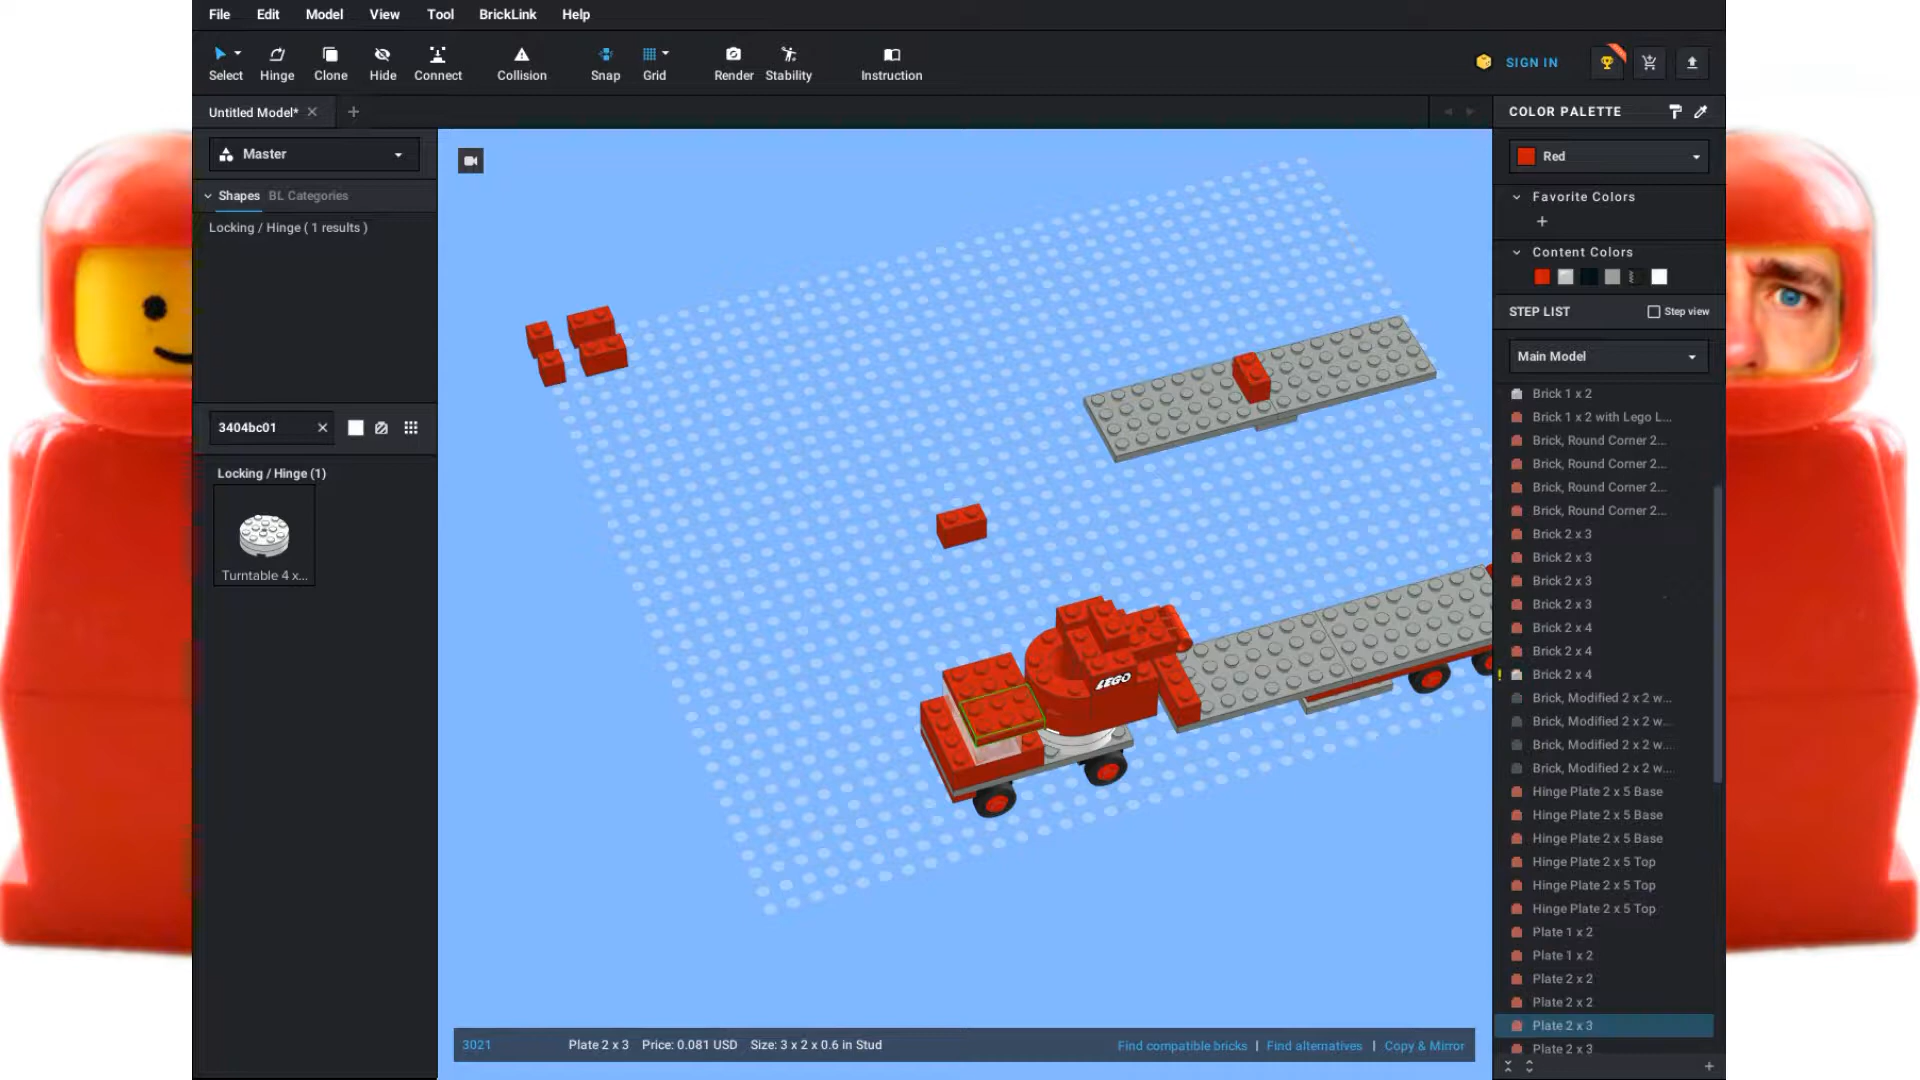 File Edit Model View Tool BrickLink Help
Select Hinge Clone Hide Connect Collision Snap Grid Render Stability Instruction
SIGN IN
Untitled Model*
COLOR PALETTE
Master
Red
Shapes BL Categories
Favorite Colors
Locking / Hinge ( 1 results )
Content Colors
STEP LIST Step view
Main Model
Brick 1 x 2
Brick 1 x 2 with Lego L...
3404bc01
Brick, Round Corner 2...
Brick, Round Corner 2...
Locking / Hinge (1)
Brick, Round Corner 2...
Brick, Round Corner 2...
Brick 2 x 3
Brick 2 x 3
Turntable 4 x...
Brick 2 x 3
Brick 2 x 3
Brick 2 x 4
Brick 2 x 4
Brick 2 x 4
LEGO
Brick, Modified 2 x 2 w...
Brick, Modified 2 x 2 w...
Brick, Modified 2 x 2 w...
Brick, Modified 2 x 2 w...
Hinge Plate 2 x 5 Base
Hinge Plate 2 x 5 Base
Hinge Plate 2 x 5 Base
Hinge Plate 2 x 5 Top
Hinge Plate 2 x 5 Top
Hinge Plate 2 x 5 Top
Plate 1 x 2
Plate 1 x 2
Plate 2 x 2
Plate 2 x 2
Plate 2 x 3
Plate 2 x 3
3021 Plate 2 x 3 Price: 0.081 USD Size: 3 x 2 x 0.6 in Stud Find compatible bricks | Find alternatives | Copy & Mirror